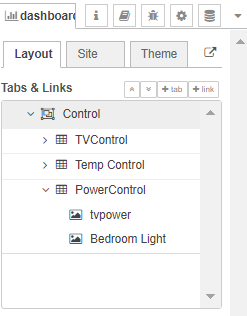 dashboard
Layout Site Theme
Tabs & Links + tab + link
Control
TVControl
Temp Control
PowerControl
tvpower
Bedroom Light